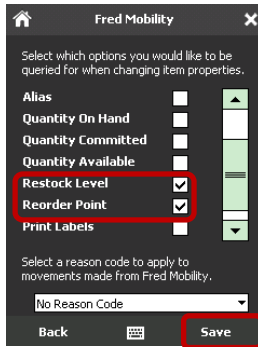 Fred Mobility
Select which options you would like to be
queried for when changing item properties.
Alias
Quantity On Hand
Quantity Committed
Quantity Available
Restock Level
Reorder Point
Print Labels
Select a reason code to apply to
movements made from Fred Mobility.
No Reason Code
Back Save